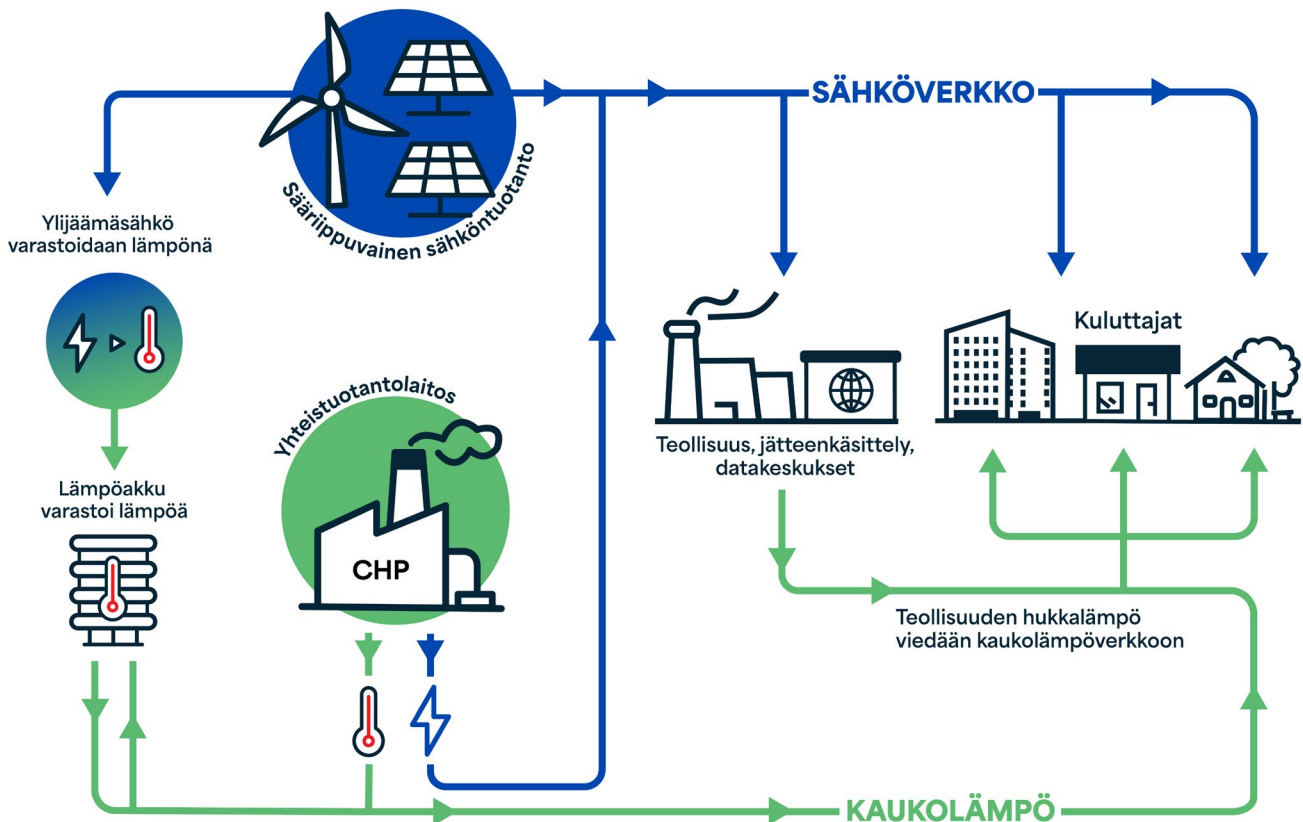 SÄHKÖVERKKO
Sääriippuvainen sähköntuotanto
Ylijäämäsähkö
varastoidaan lämpönä
Kuluttajat
Yhteistuotantolaitos
Teollisuus, jätteenkäsittely,
datakeskukset
Lämpöakku
varastoi lämpöä
CHP
Teollisuuden hukkalämpö
viedään kaukolämpöverkkoon
KAUKOLÄMPÖ